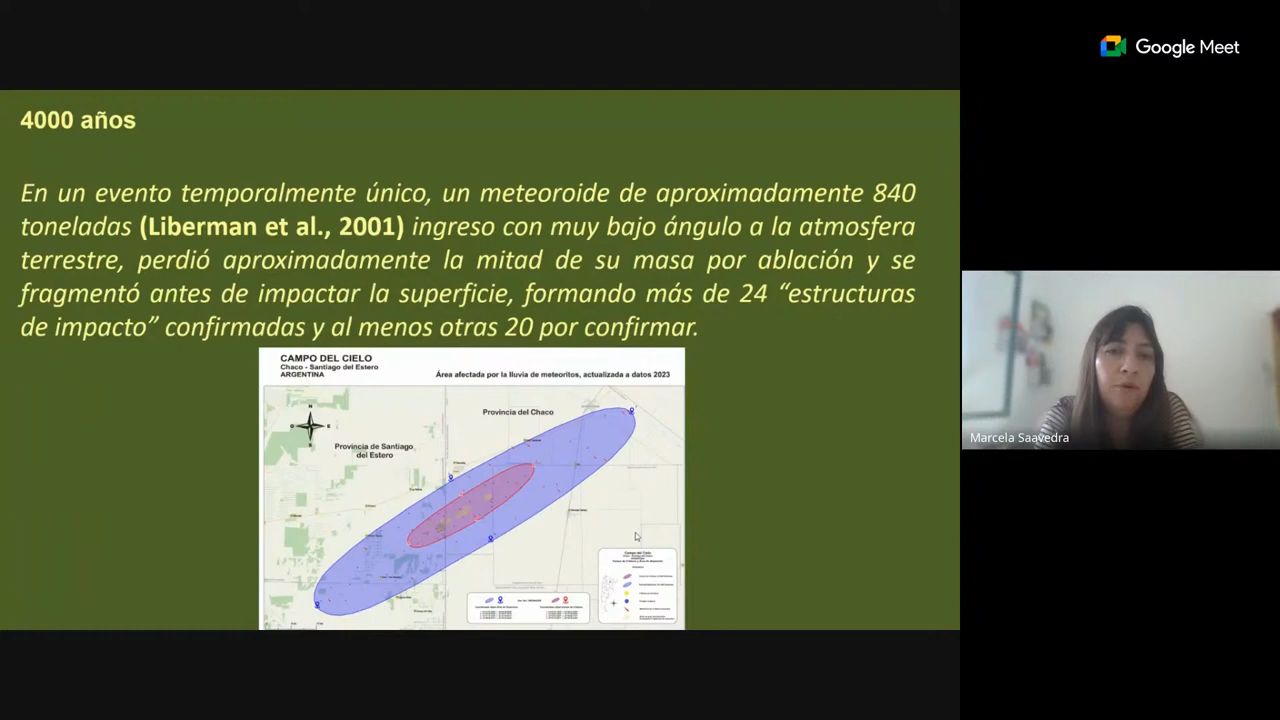 Google Meet
4000 años
En un evento temporalmente único, un meteoroide de aproximadamente 840
toneladas (Liberman et al., 2001) ingreso con muy bajo ángulo a la atmosfera
terrestre, perdió aproximadamente la mitad de su masa por ablación y se
fragmentó antes de impactar la superficie, formando más de 24 “estructuras
de impacto” confirmadas y al menos otras 20 por confirmar.
CAMPO DEL CIELO
Chaco - Santiago del Estero
ARGENTINA
Área afectada por la lluvia de meteoritos, actualizada a datos 2023
Provincia del Chaco
Provincia de Santiago
del Estero
N
Campo del Cielo
Marcela Saavedra